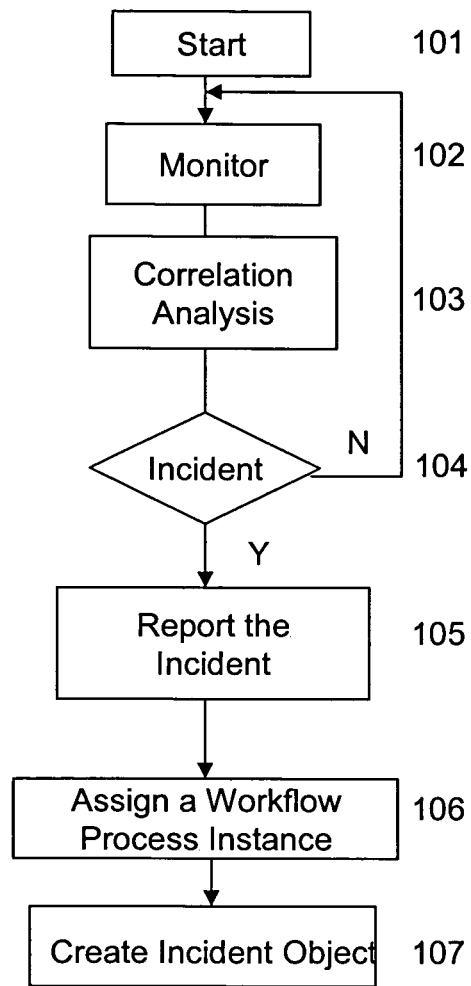 Start 101
Monitor 102
Correlation
Analysis 103
Incident N 104
Y
Report the
Incident 105
Assign a Workflow
Process Instance 106
Create Incident Object 107